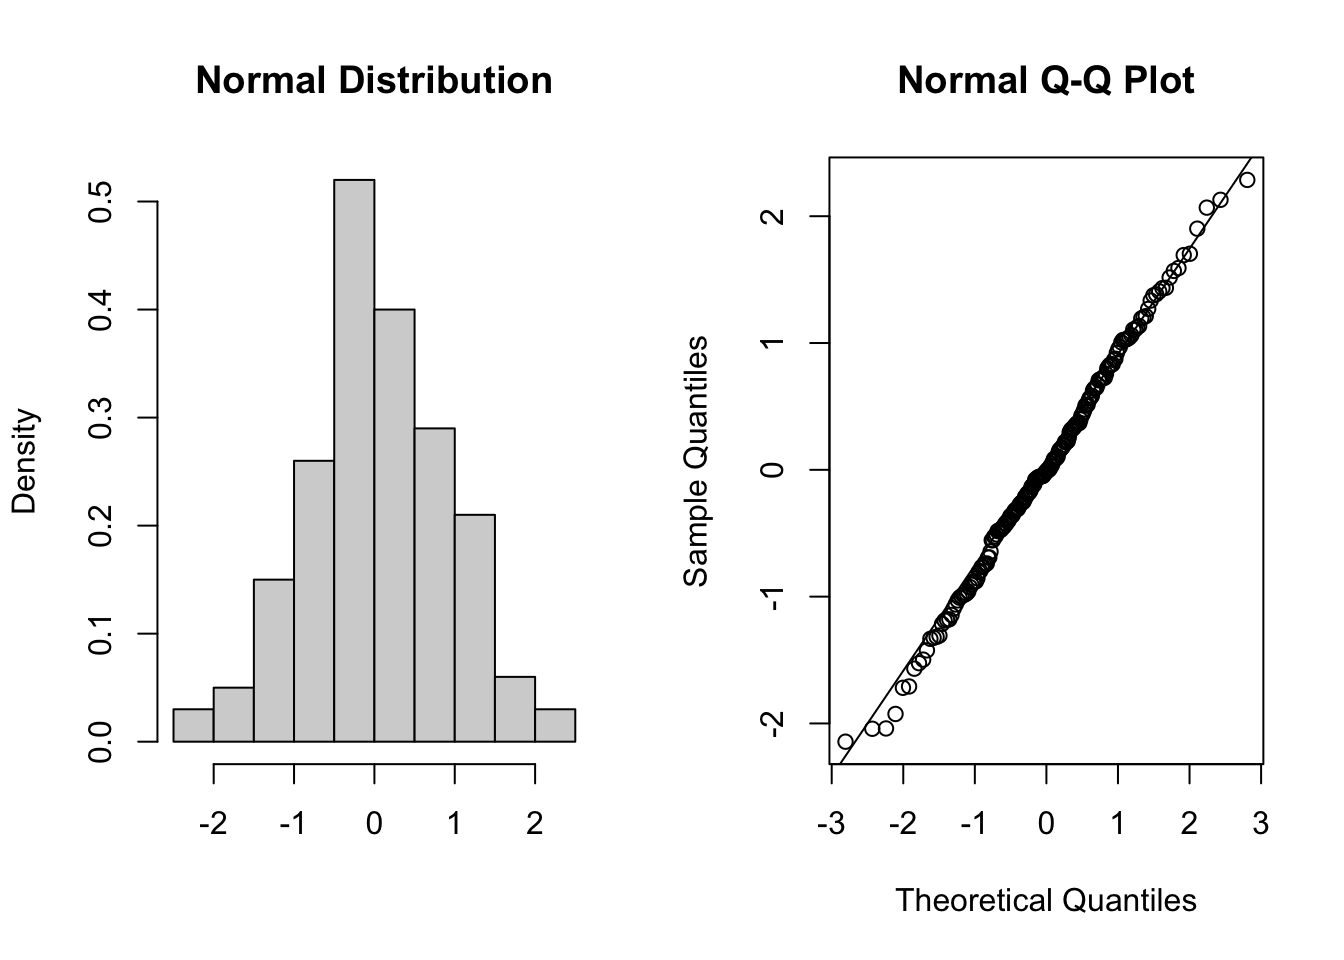 Normal Distribution
Density
0.0 0.1 0.2 0.3 0.4 0.5
-2 -1 0 1 2
Normal Q-Q Plot
Sample Quantiles
-2 -1 0 1 2
-3 -2 -1 0 1 2 3
Theoretical Quantiles